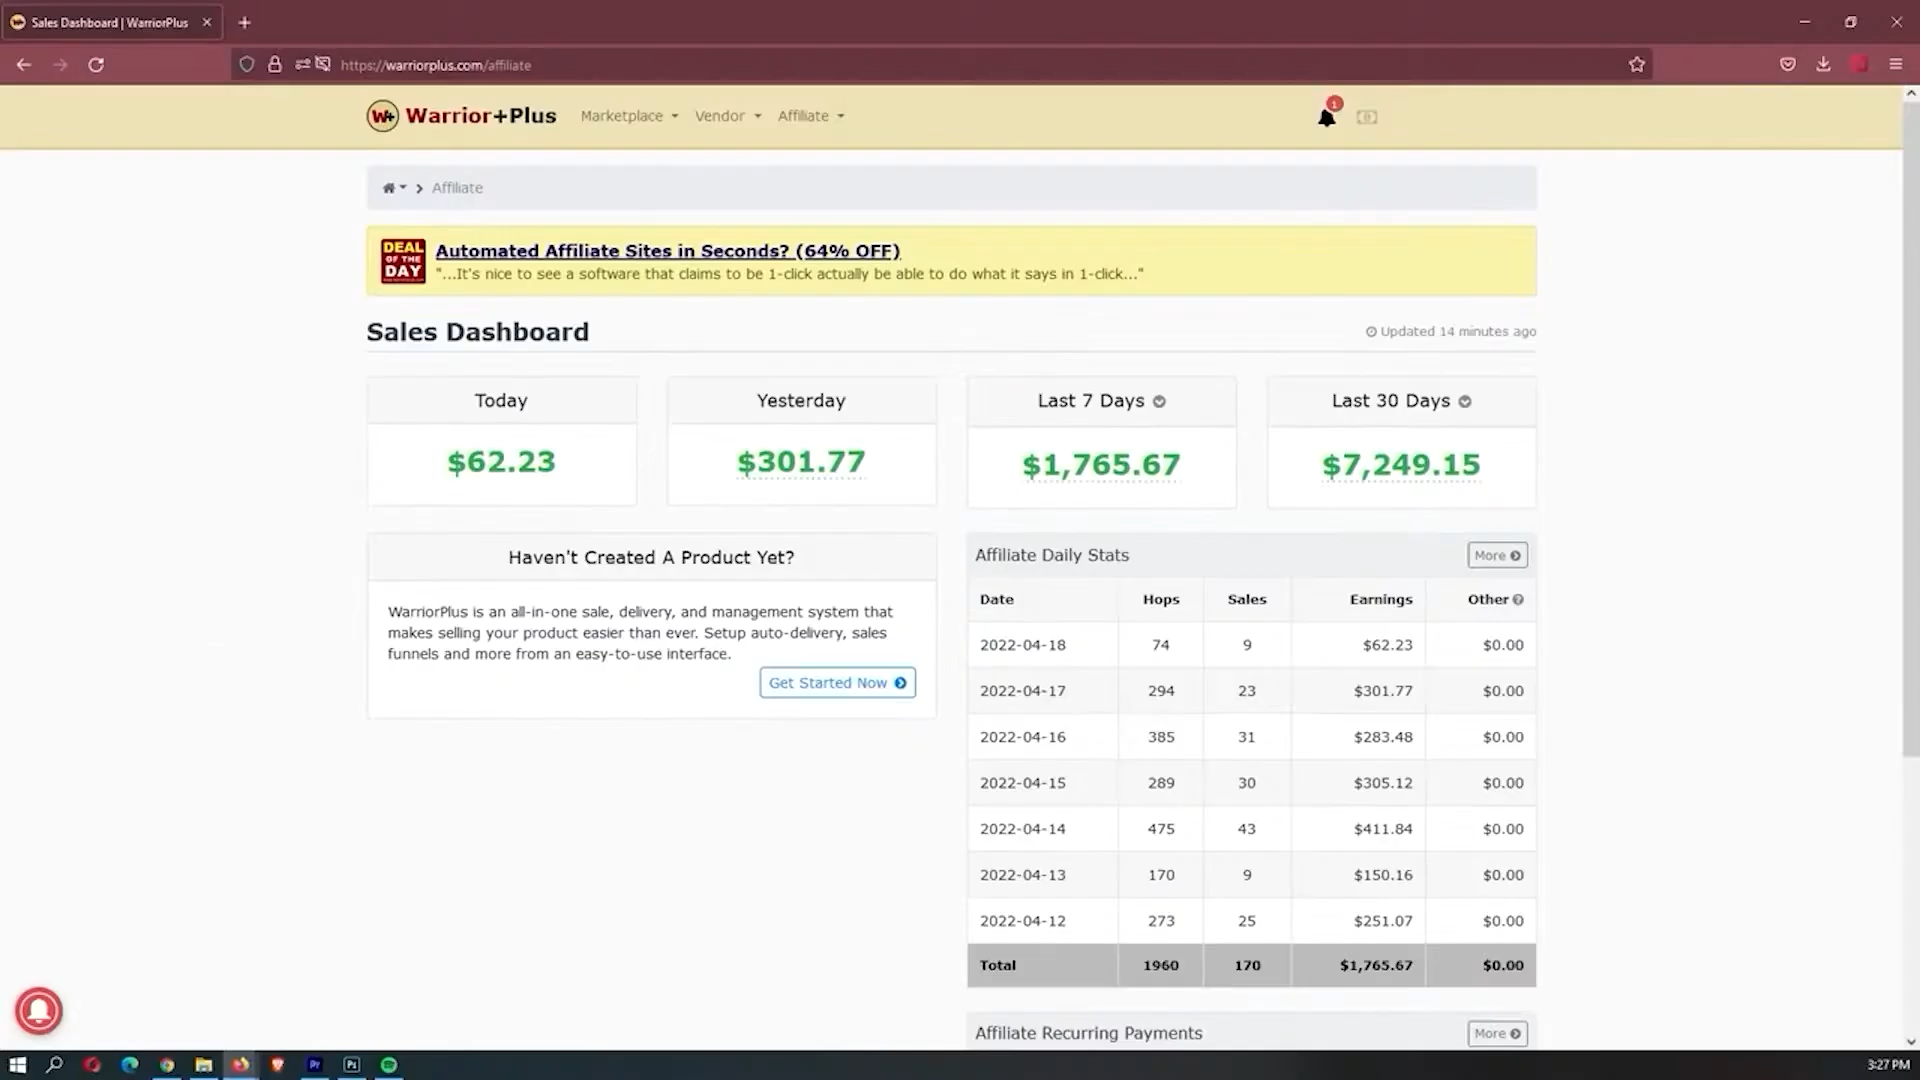 Sales Dashboard | WarriorPlus
https://warriorplus.com/affiliate
W+ Warrior+Plus Marketplace Vendor Affiliate 1
Affiliate
DEAL OF THE DAY
Automated Affiliate Sites in Seconds? (64% OFF)
"...It's nice to see a software that claims to be 1-click actually be able to do what it says in 1-click..."
Sales Dashboard Updated 14 minutes ago
Today Yesterday Last 7 Days Last 30 Days
$62.23 $301.77 $1,765.67 $7,249.15
Haven't Created A Product Yet?
WarriorPlus is an all-in-one sale, delivery, and management system that
makes selling your product easier than ever. Setup auto-delivery, sales
funnels and more from an easy-to-use interface.
Get Started Now
Affiliate Daily Stats More
Date Hops Sales Earnings Other
2022-04-18 74 9 $62.23 $0.00
2022-04-17 294 23 $301.77 $0.00
2022-04-16 385 31 $283.48 $0.00
2022-04-15 289 30 $305.12 $0.00
2022-04-14 475 43 $411.84 $0.00
2022-04-13 170 9 $150.16 $0.00
2022-04-12 273 25 $251.07 $0.00
Total 1960 170 $1,765.67 $0.00
Affiliate Recurring Payments More
Pr Ps
3:27 PM